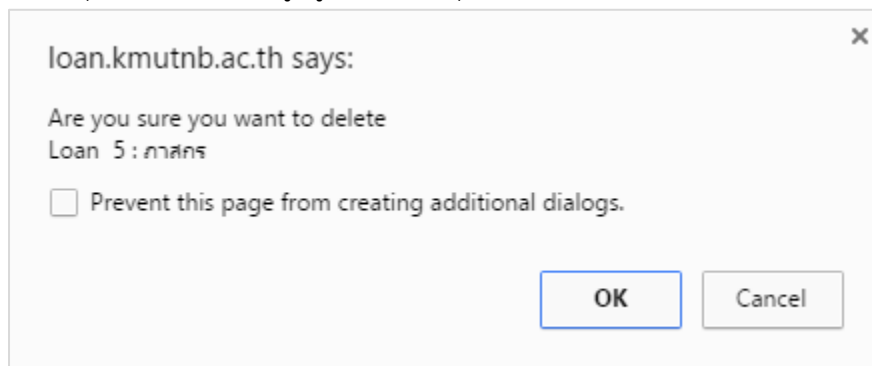 loan.kmutnb.ac.th says:
Are you sure you want to delete
Loan 5 : ภาสกร
Prevent this page from creating additional dialogs.
OK
Cancel